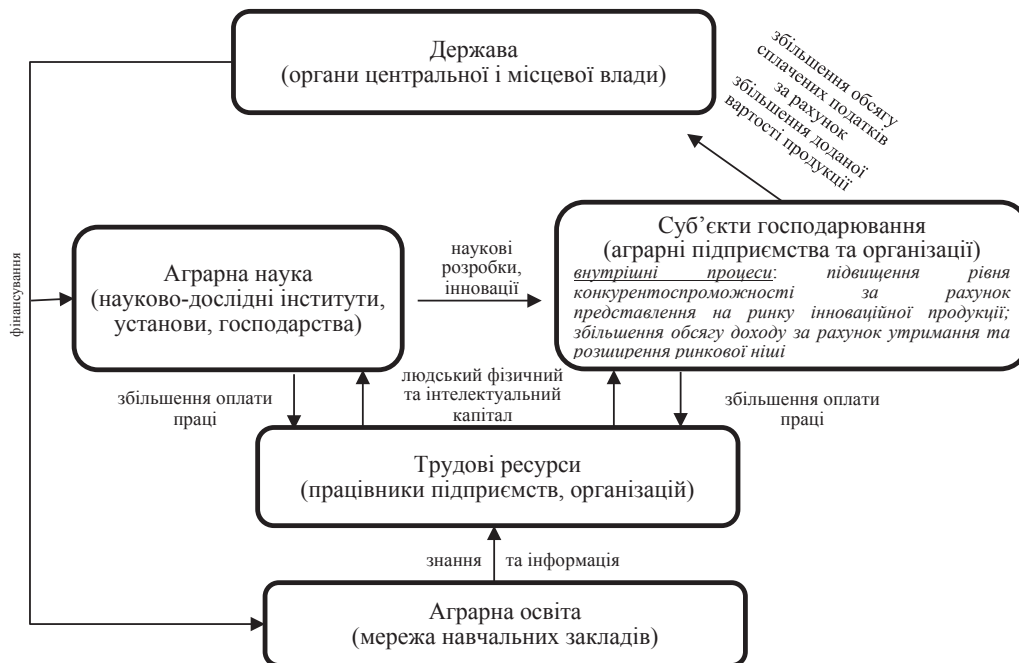 Держава
(органи центральної і місцевої влади)
збільшення обсягу
сплачених податків
за рахунок
збільшення доданої
вартості продукції
фінансування
Аграрна наука
(науково-дослідні інститути,
установи, господарства)
наукові
розробки,
інновації
Суб’єкти господарювання
(аграрні підприємства та організації)
внутрішні процеси: підвищення рівня
конкурентоспроможності за рахунок
представлення на ринку інноваційної продукції;
збільшення обсягу доходу за рахунок утримання та
розширення ринкової ніші
збільшення оплати
праці
людський фізичний
та інтелектуальний
капітал
збільшення оплати
праці
Трудові ресурси
(працівники підприємств, організацій)
знання та інформація
Аграрна освіта
(мережа навчальних закладів)